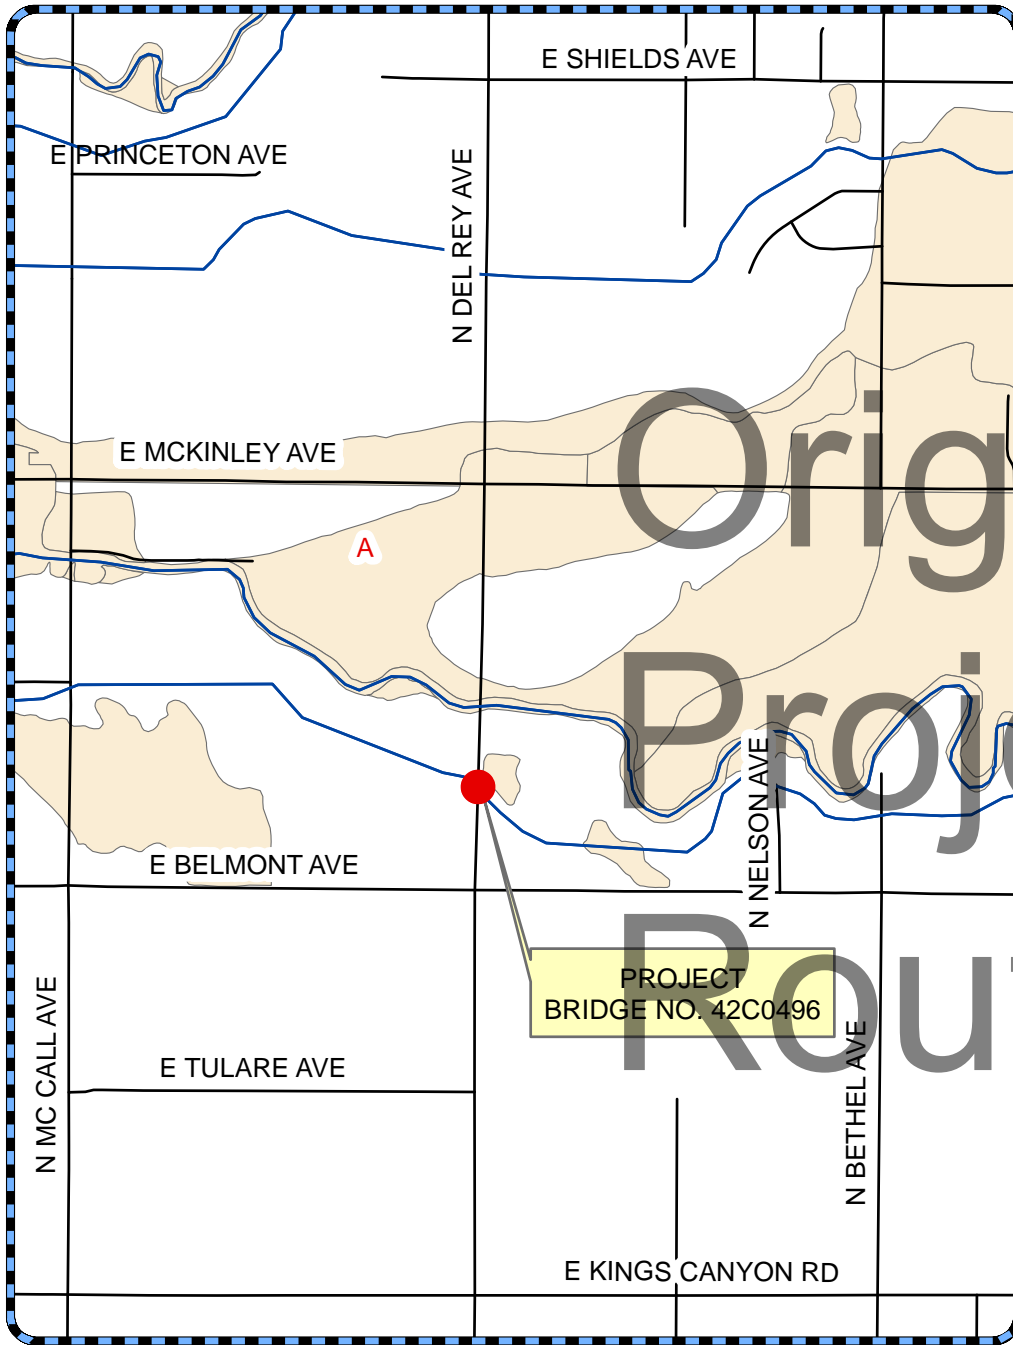 E SHIELDS AVE
E PRINCETON AVE
N DEL REY AVE
E MCKINLEY AVE
A
Orig
Proj
N NELSON AVE
E BELMONT AVE
PROJECT
BRIDGE NO. 42C0496
Rou
N MC CALL AVE
E TULARE AVE
N BETHEL AVE
E KINGS CANYON RD